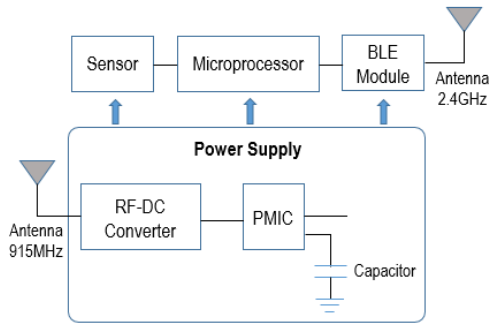 Sensor
Microprocessor
BLE
Module
Antenna
2.4GHz
Power Supply
Antenna
915MHz
RF-DC
Converter
PMIC
Capacitor